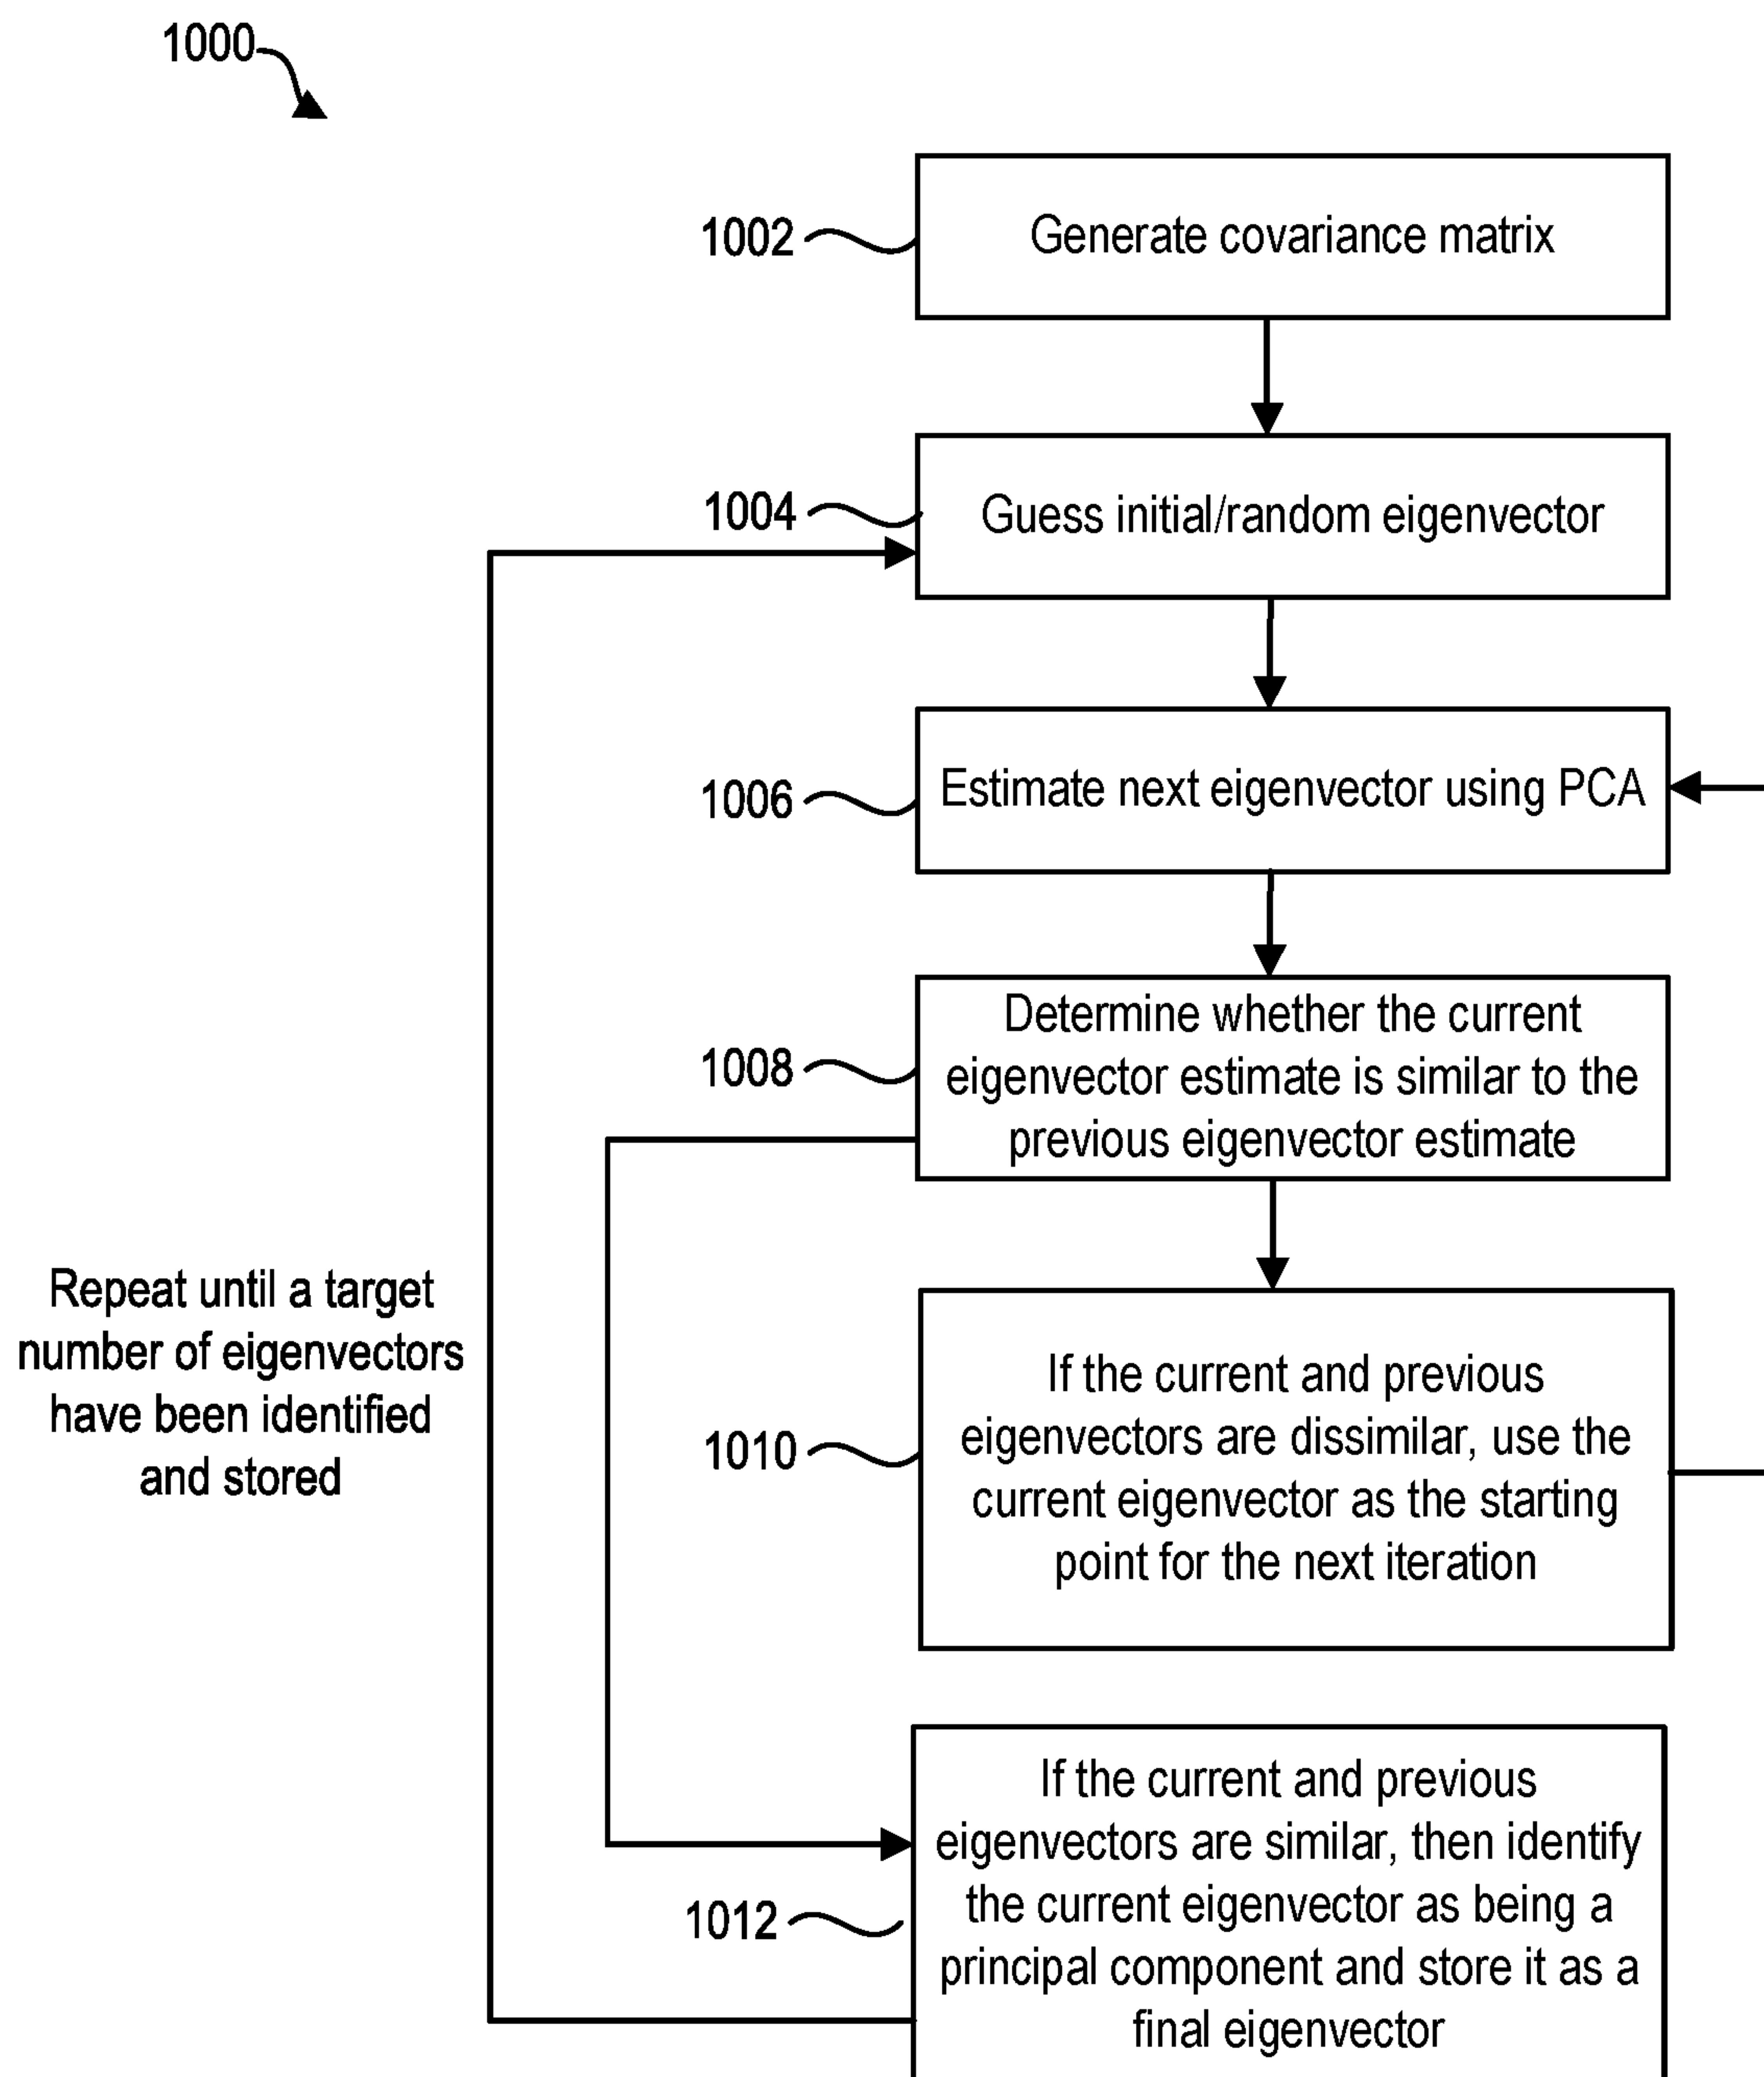 1000
1002
Generate covariance matrix
1004
Guess initial/random eigenvector
1006
Estimate next eigenvector using PCA
1008
Determine whether the current
eigenvector estimate is similar to the
previous eigenvector estimate
Repeat until a target
number of eigenvectors
have been identified
and stored
1010
If the current and previous
eigenvectors are dissimilar, use the
current eigenvector as the starting
point for the next iteration
1012
If the current and previous
eigenvectors are similar, then identify
the current eigenvector as being a
principal component and store it as a
final eigenvector